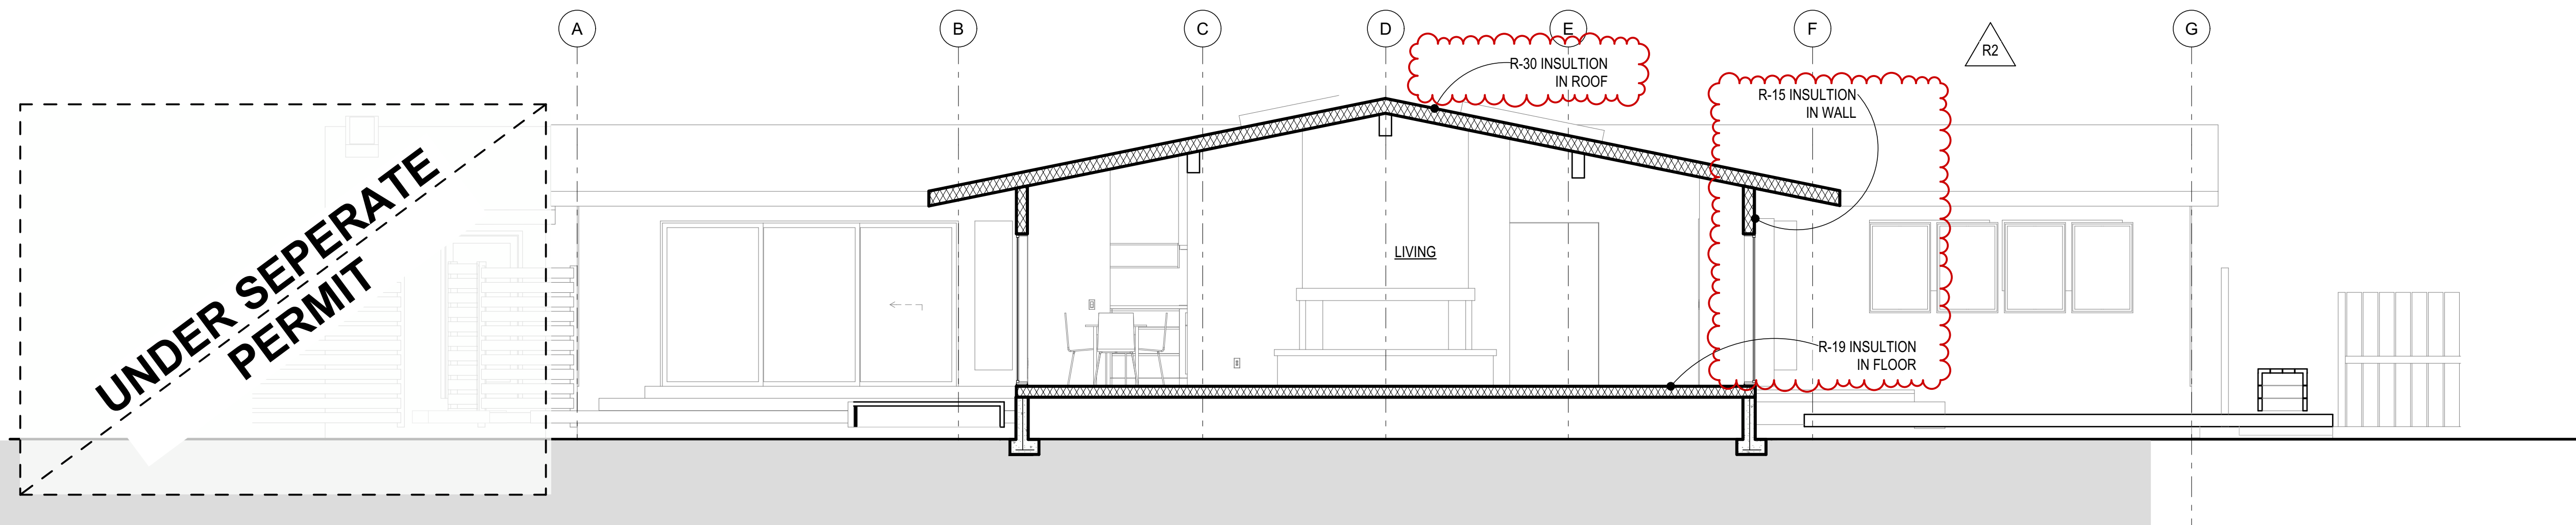 A
B
C
D
E
F
G
R2
R-30 INSULTION
IN ROOF
R-15 INSULTION
IN WALL
UNDER SEPERATE
PERMIT
LIVING
R-19 INSULTION
IN FLOOR